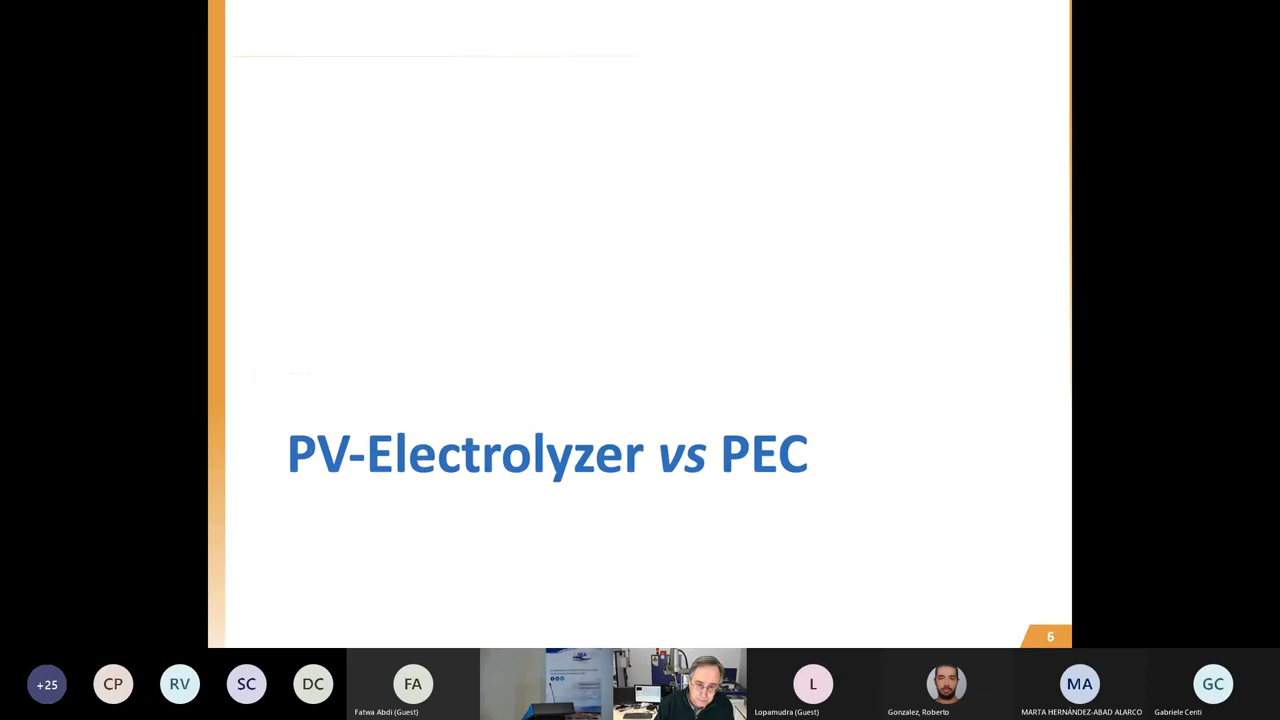 PV-Electrolyzer vs PEC
6
+25
CP
RV
SC
DC
FA
Fatwa Abdi (Guest)
L
Lopamudra (Guest)
Gonzalez, Roberto
MA
MARTA HERNÁNDEZ-ABAD ALARCO
GC
Gabriele Centi